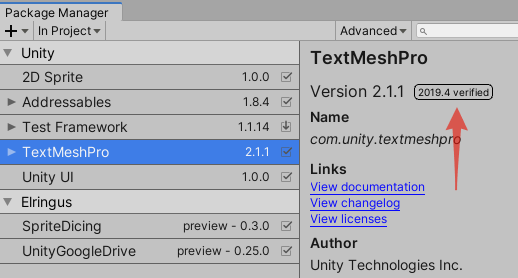 Package Manager
+ In Project Advanced
Unity
2D Sprite 1.0.0
Addressables 1.8.4
Test Framework 1.1.14
TextMeshPro 2.1.1
Unity UI 1.0.0
Elringus
SpriteDicing preview - 0.3.0
UnityGoogleDrive preview - 0.25.0
TextMeshPro
Version 2.1.1 2019.4 verified
Name
com.unity.textmeshpro
Links
View documentation
View changelog
View licenses
Author
Unity Technologies Inc.